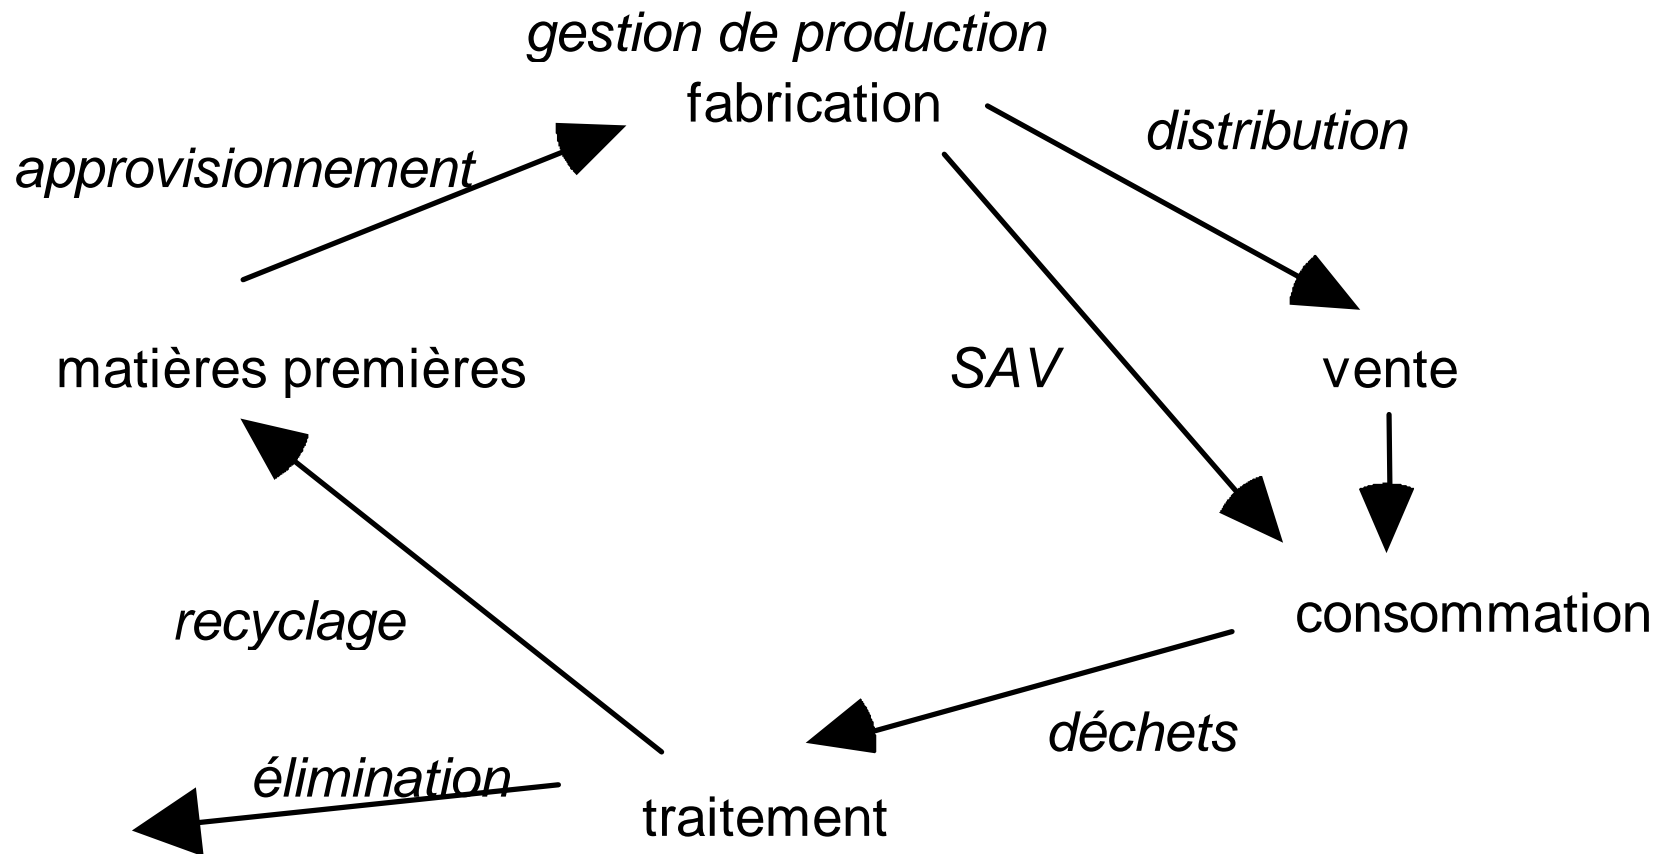 gestion de production
fabrication
distribution
approvisionnement
matières premières
SAV
vente
recyclage
consommation
déchets
élimination
traitement